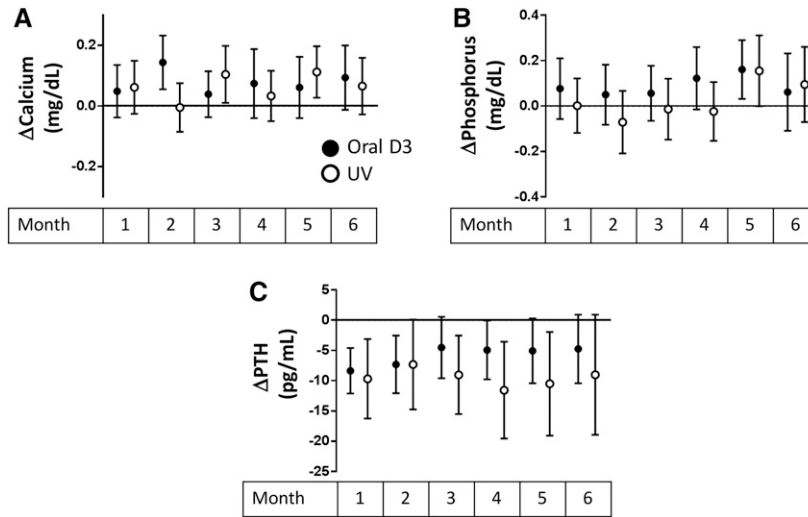 A
ΔCalcium
(mg/dL)
0.2
0.0
-0.2
Oral D3
UV
Month 1 2 3 4 5 6
B
ΔPhosphorus
(mg/dL)
0.4
0.2
0.0
-0.2
-0.4
Month 1 2 3 4 5 6
C
ΔPTH
(pg/mL)
5
0
-5
-10
-15
-20
-25
Month 1 2 3 4 5 6